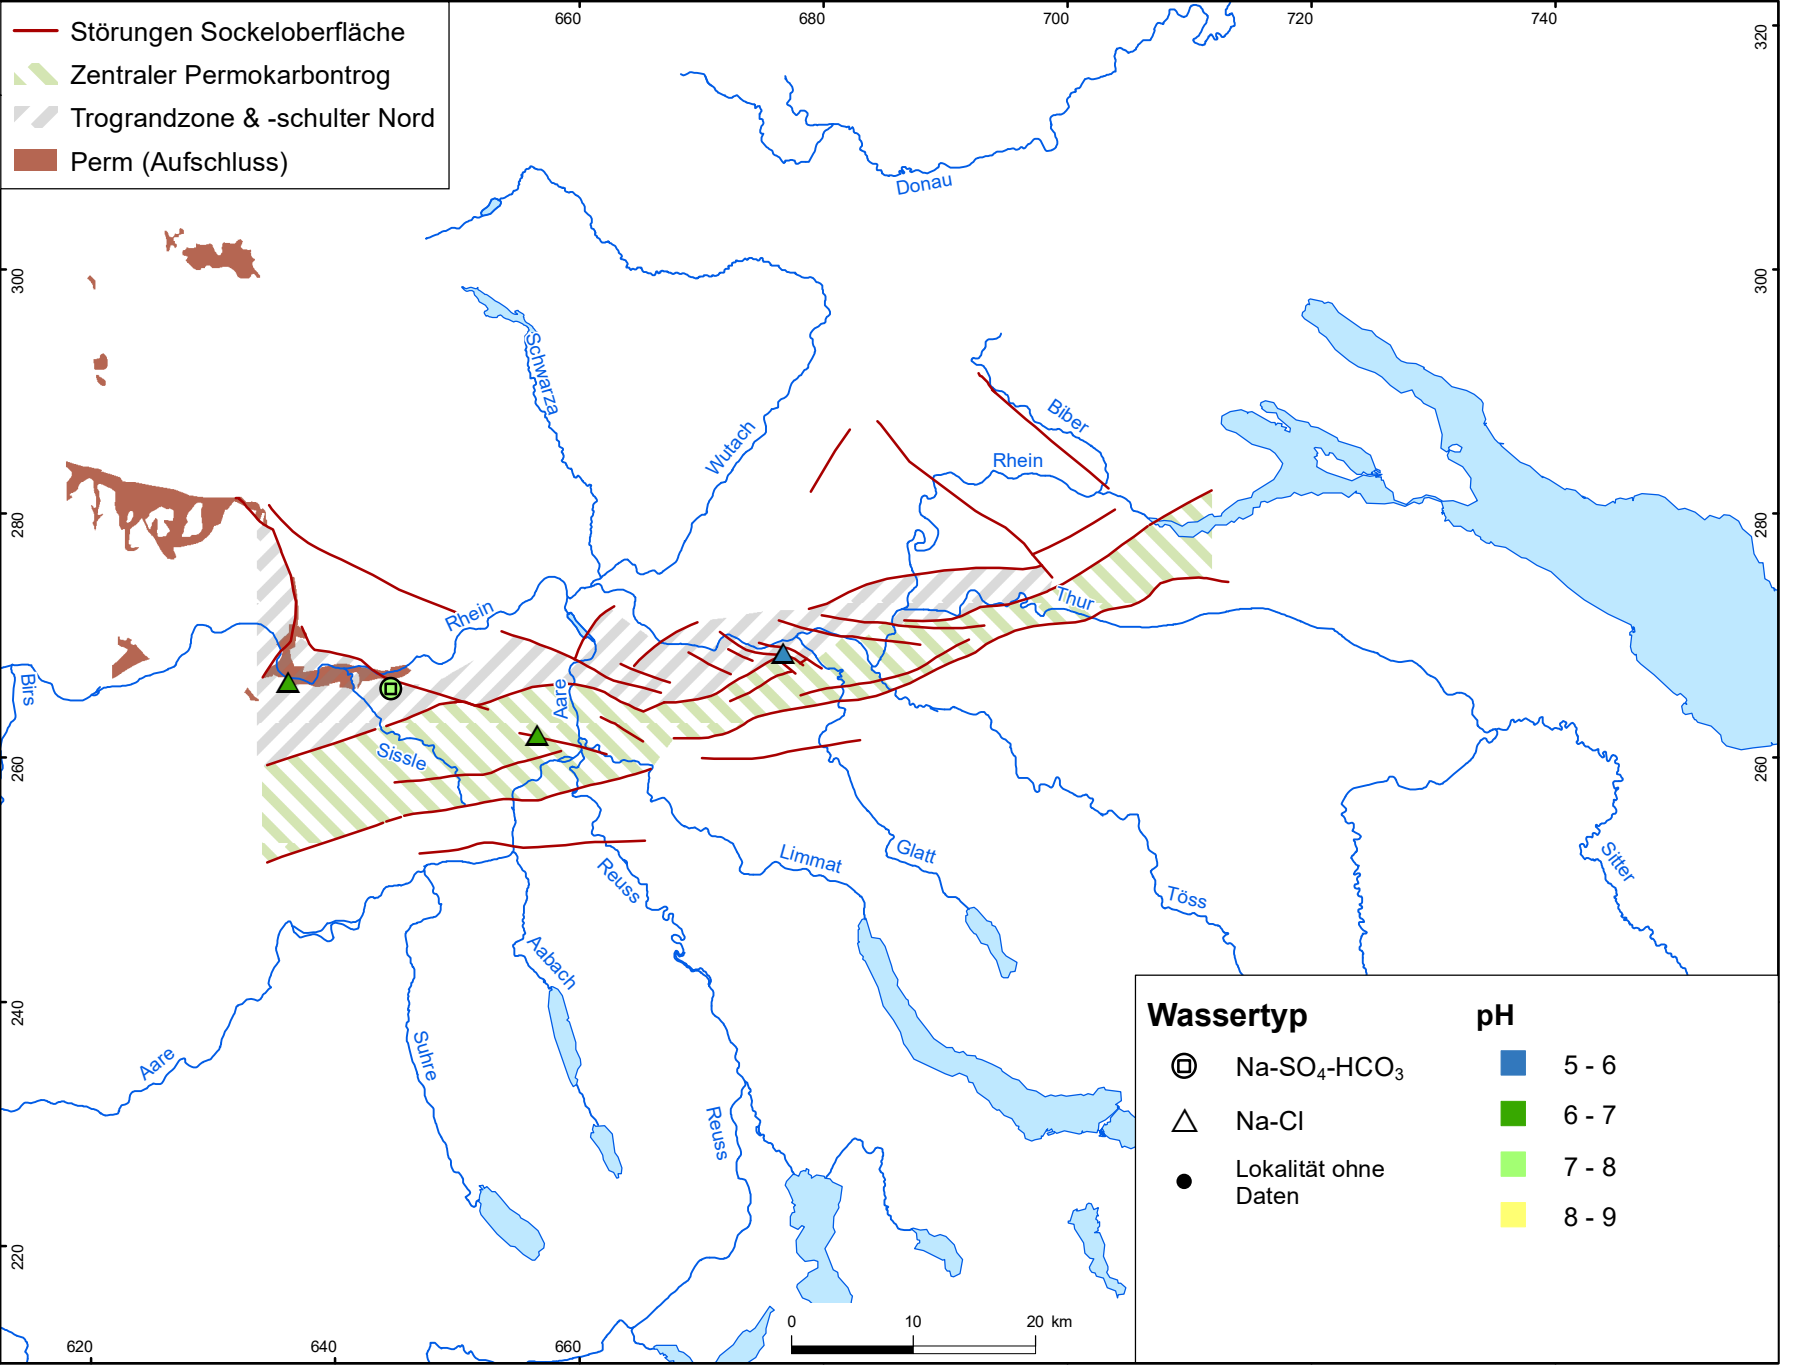 660
680
700
720
740
320
Störungen Sockeloberfläche
Zentraler Permokarbontrog
Trograndzone & -schulter Nord
Perm (Aufschluss)
Donau
300
300
Schwarza
Wutach
Biber
Rhein
280
280
Rhein
Thur
Birs
Aare
Sissle
260
260
Limmat
Glatt
Reuss
Töss
Sitter
Aabach
240
Aare
Suhre
Reuss
220
Wassertyp
pH
Na-SO₄-HCO₃
5 - 6
Na-Cl
6 - 7
Lokalität ohne
Daten
7 - 8
8 - 9
0
10
20 km
620
640
660